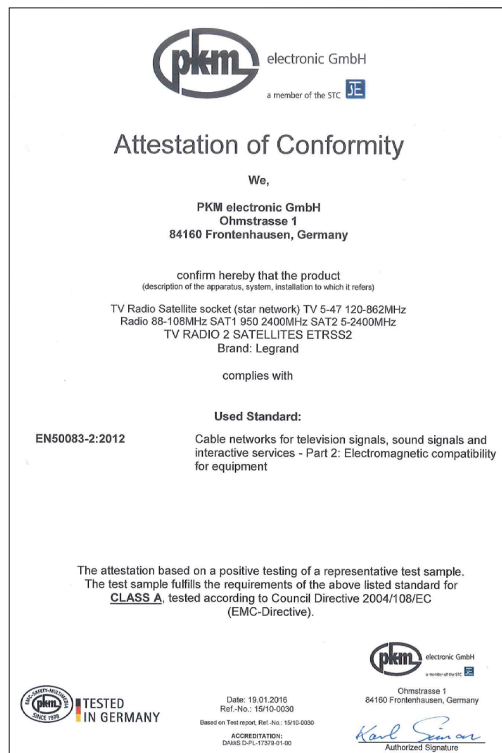 pkm electronic GmbH
a member of the STC
Attestation of Conformity
We,
PKM electronic GmbH
Ohmstrasse 1
84160 Frontenhausen, Germany
confirm hereby that the product
(description of the apparatus, system, installation to which it refers)
TV Radio Satellite socket (star network) TV 5-47 120-862MHz
Radio 88-108MHz SAT1 950 2400MHz SAT2 5-2400MHz
TV RADIO 2 SATELLITES ETRSS2
Brand: Legrand
complies with
Used Standard:
EN50083-2:2012 Cable networks for television signals, sound signals and
interactive services - Part 2: Electromagnetic compatibility
for equipment
The attestation based on a positive testing of a representative test sample.
The test sample fulfills the requirements of the above listed standard for
CLASS A, tested according to Council Directive 2004/108/EC
(EMC-Directive).
pkm electronic GmbH
a member of the STC
Ohmstrasse 1
84160 Frontenhausen, Germany
EMC-SAFETY-MULTIMEDIA
pkm
SINCE 1978
TESTED
IN GERMANY
Date: 19.01.2016
Ref.-No.: 15/10-0030
Based on Test report, Ref.-No.: 15/10-0030
ACCREDITATION:
DAkkS D-PL-17379-01-00
Authorized Signature